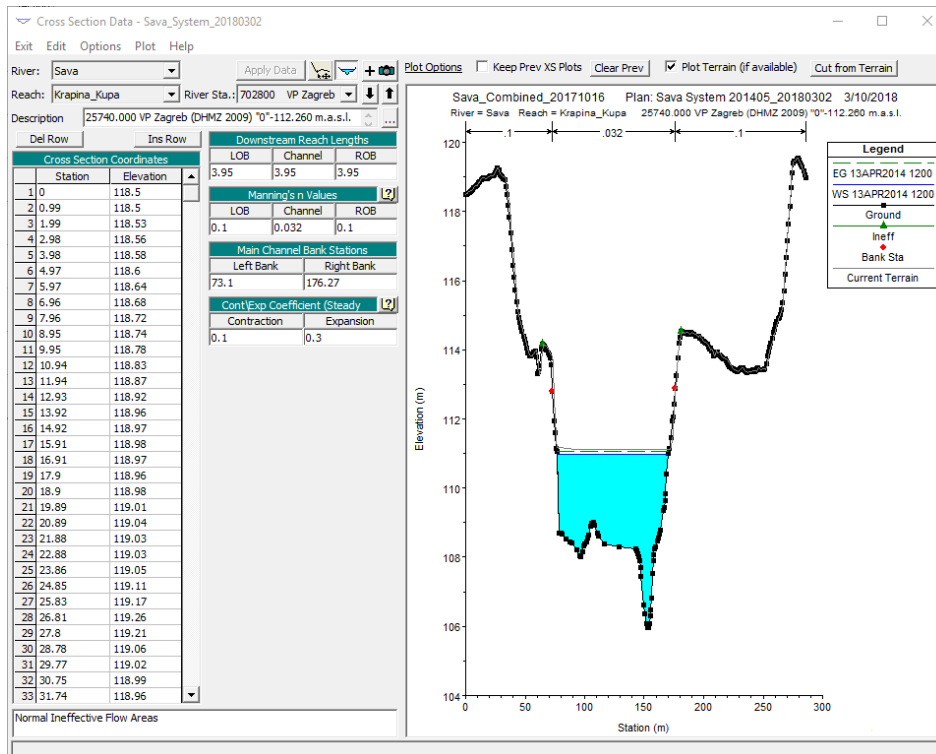 Cross Section Data - Sava_System_20180302
Exit Edit Options Plot Help
River: Sava Apply Data
Reach: Krapina_Kupa River Sta.: 702800 VP Zagreb
Description 25740.000 VP Zagreb (DHMZ 2009) "0"-112.260 m.a.s.l. ...
Plot Options Keep Prev XS Plots Clear Prev Plot Terrain (if available) Cut from Terrain
Del Row Ins Row
Cross Section Coordinates
Station Elevation
1 0 118.5
2 0.99 118.5
3 1.99 118.53
4 2.98 118.56
5 3.98 118.58
6 4.97 118.6
7 5.97 118.64
8 6.96 118.68
9 7.96 118.72
10 8.95 118.74
11 9.95 118.78
12 10.94 118.83
13 11.94 118.87
14 12.93 118.92
15 13.92 118.96
16 14.92 118.97
17 15.91 118.98
18 16.91 118.97
19 17.9 118.96
20 18.9 118.98
21 19.89 119.01
22 20.89 119.04
23 21.88 119.03
24 22.88 119.03
25 23.86 119.05
26 24.85 119.11
27 25.83 119.17
28 26.81 119.26
29 27.8 119.21
30 28.78 119.06
31 29.77 119.02
32 30.75 118.99
33 31.74 118.96
Downstream Reach Lengths
LOB Channel ROB
3.95 3.95 3.95
Manning's n Values
LOB Channel ROB
0.1 0.032 0.1
Main Channel Bank Stations
Left Bank Right Bank
73.1 176.27
Cont\Exp Coefficient (Steady
Contraction Expansion
0.1 0.3
Normal Ineffective Flow Areas
Sava_Combined_20171016 Plan: Sava System 201405_20180302 3/10/2018
River = Sava Reach = Krapina_Kupa 25740.000 VP Zagreb (DHMZ 2009) "0"-112.260 m.a.s.l.
.1 .032 .1
120
118
116
114
112
110
108
106
104
Elevation (m)
0 50 100 150 200 250 300
Station (m)
Legend
EG 13APR2014 1200
WS 13APR2014 1200
Ground
Ineff
Bank Sta
Current Terrain